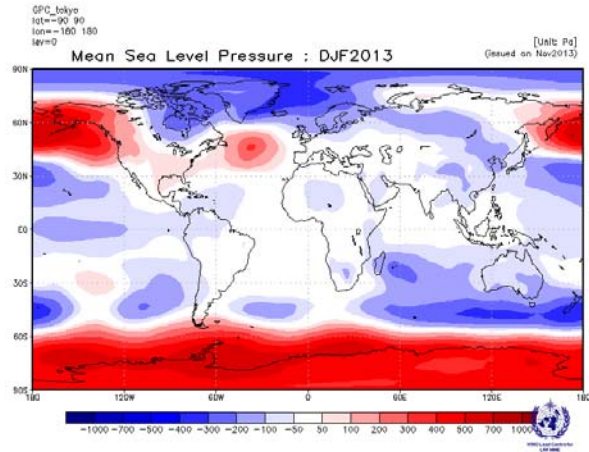 GPC_tokyo
lat=-90 90
lon=-180 180
lev=0
Mean Sea Level Pressure : DJF2013
[Unit: Pa]
(issued on Nov2013)
90N
60N
30N
EQ
30S
60S
90S
180 120W 60W 0 60E 120E 180
-1000 -700 -500 -300 -200 -100 -50 50 100 200 300 400 500 700 1000